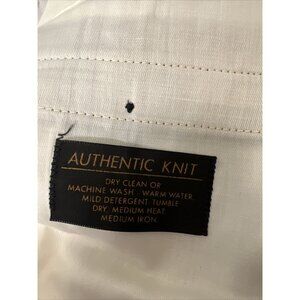 AUTHENTIC KNIT
DRY CLEAN OR
MACHINE WASH . WARM WATER,
MILD DETERGENT. TUMBLE
DRY. MEDIUM HEAT
MEDIUM IRON.